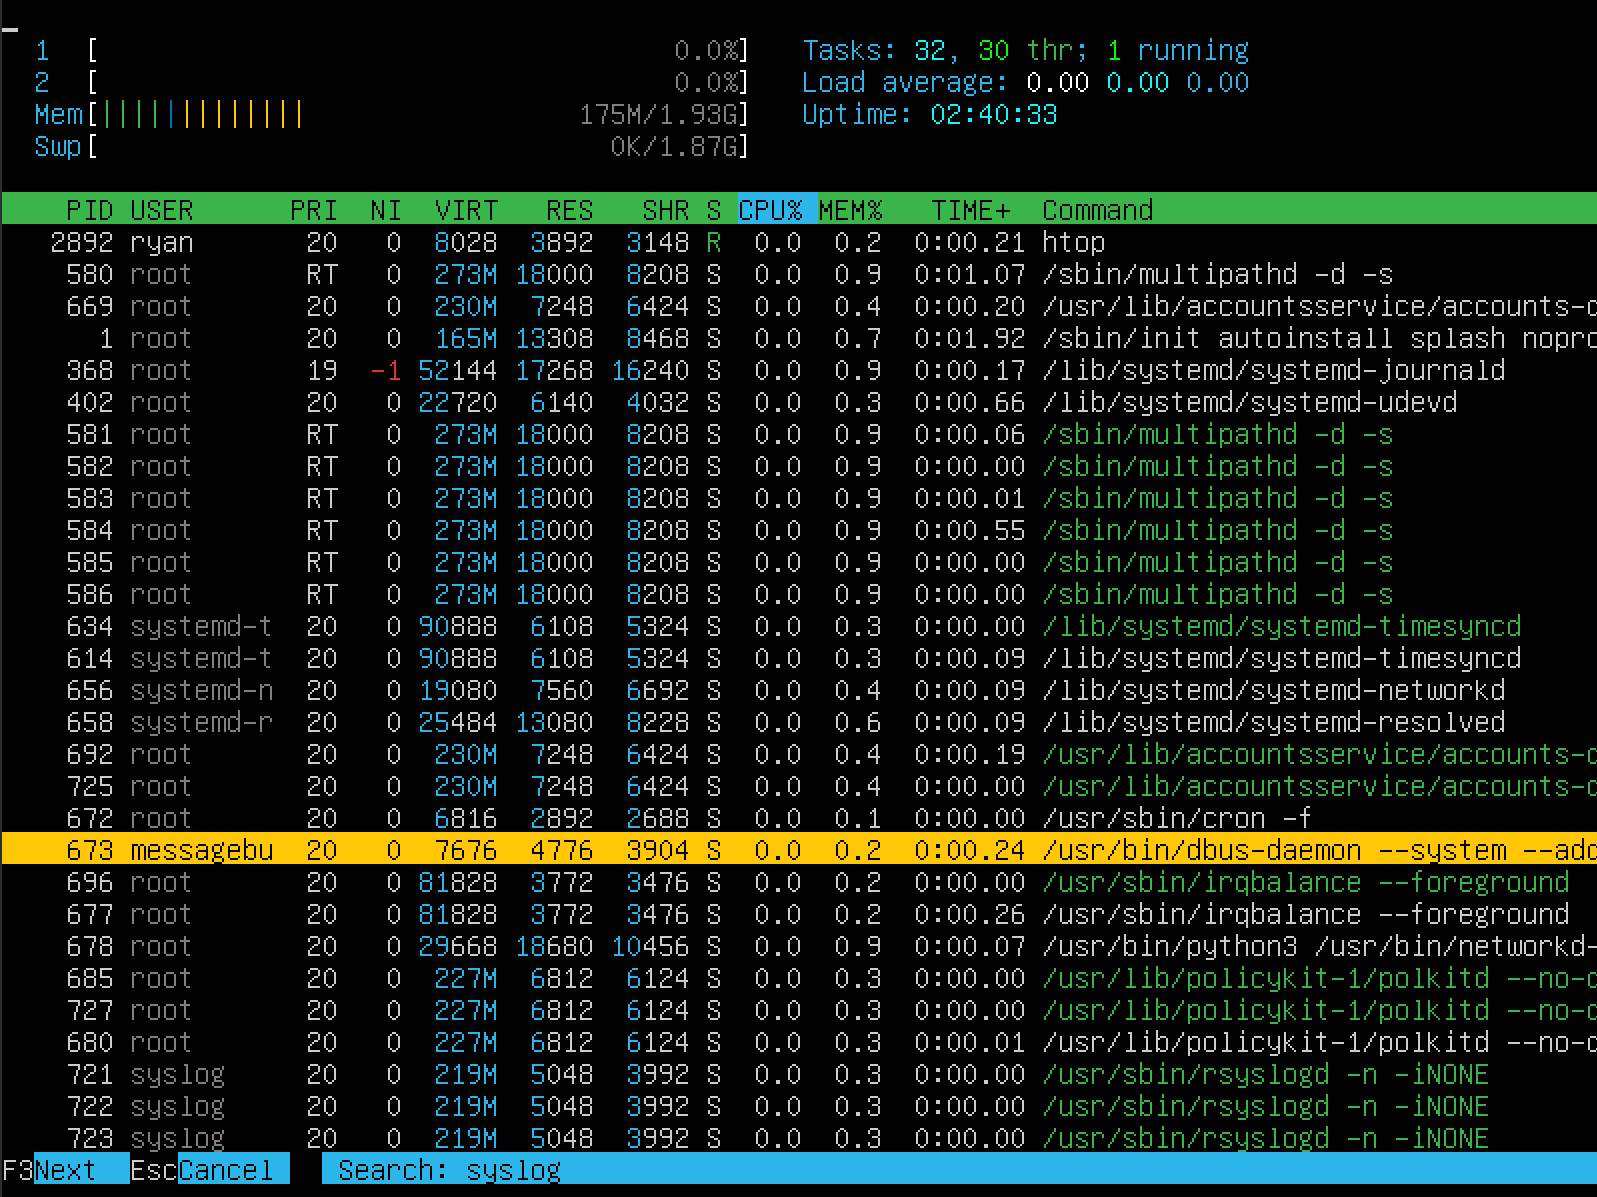 1 [ 0.0%] Tasks: 32, 30 thr; 1 running
2 [ 0.0%] Load average: 0.00 0.00 0.00
Mem[||||||||||||| 175M/1.93G] Uptime: 02:40:33
Swp[ 0K/1.87G]
PID USER PRI NI VIRT RES SHR S CPU% MEM% TIME+ Command
2892 ryan 20 0 8028 3892 3148 R 0.0 0.2 0:00.21 htop
580 root RT 0 273M 18000 8208 S 0.0 0.9 0:01.07 /sbin/multipathd -d -s
669 root 20 0 230M 7248 6424 S 0.0 0.4 0:00.20 /usr/lib/accountsservice/accounts-d
1 root 20 0 165M 13308 8468 S 0.0 0.7 0:01.92 /sbin/init autoinstall splash nopro
368 root 19 -1 52144 17268 16240 S 0.0 0.9 0:00.17 /lib/systemd/systemd-journald
402 root 20 0 22720 6140 4032 S 0.0 0.3 0:00.66 /lib/systemd/systemd-udevd
581 root RT 0 273M 18000 8208 S 0.0 0.9 0:00.06 /sbin/multipathd -d -s
582 root RT 0 273M 18000 8208 S 0.0 0.9 0:00.00 /sbin/multipathd -d -s
583 root RT 0 273M 18000 8208 S 0.0 0.9 0:00.01 /sbin/multipathd -d -s
584 root RT 0 273M 18000 8208 S 0.0 0.9 0:00.55 /sbin/multipathd -d -s
585 root RT 0 273M 18000 8208 S 0.0 0.9 0:00.00 /sbin/multipathd -d -s
586 root RT 0 273M 18000 8208 S 0.0 0.9 0:00.00 /sbin/multipathd -d -s
634 systemd-t 20 0 90888 6108 5324 S 0.0 0.3 0:00.00 /lib/systemd/systemd-timesyncd
614 systemd-t 20 0 90888 6108 5324 S 0.0 0.3 0:00.09 /lib/systemd/systemd-timesyncd
656 systemd-n 20 0 19080 7560 6692 S 0.0 0.4 0:00.09 /lib/systemd/systemd-networkd
658 systemd-r 20 0 25484 13080 8228 S 0.0 0.6 0:00.09 /lib/systemd/systemd-resolved
692 root 20 0 230M 7248 6424 S 0.0 0.4 0:00.19 /usr/lib/accountsservice/accounts-d
725 root 20 0 230M 7248 6424 S 0.0 0.4 0:00.00 /usr/lib/accountsservice/accounts-d
672 root 20 0 6816 2892 2688 S 0.0 0.1 0:00.00 /usr/sbin/cron -f
673 messagebu 20 0 7676 4776 3904 S 0.0 0.2 0:00.24 /usr/bin/dbus-daemon --system --add
696 root 20 0 81828 3772 3476 S 0.0 0.2 0:00.00 /usr/sbin/irqbalance --foreground
677 root 20 0 81828 3772 3476 S 0.0 0.2 0:00.26 /usr/sbin/irqbalance --foreground
678 root 20 0 29668 18680 10456 S 0.0 0.9 0:00.07 /usr/bin/python3 /usr/bin/networkd-
685 root 20 0 227M 6812 6124 S 0.0 0.3 0:00.00 /usr/lib/policykit-1/polkitd --no-d
727 root 20 0 227M 6812 6124 S 0.0 0.3 0:00.00 /usr/lib/policykit-1/polkitd --no-d
680 root 20 0 227M 6812 6124 S 0.0 0.3 0:00.01 /usr/lib/policykit-1/polkitd --no-d
721 syslog 20 0 219M 5048 3992 S 0.0 0.3 0:00.00 /usr/sbin/rsyslogd -n -iNONE
722 syslog 20 0 219M 5048 3992 S 0.0 0.3 0:00.00 /usr/sbin/rsyslogd -n -iNONE
723 syslog 20 0 219M 5048 3992 S 0.0 0.3 0:00.00 /usr/sbin/rsyslogd -n -iNONE
F3Next EscCancel Search: syslog